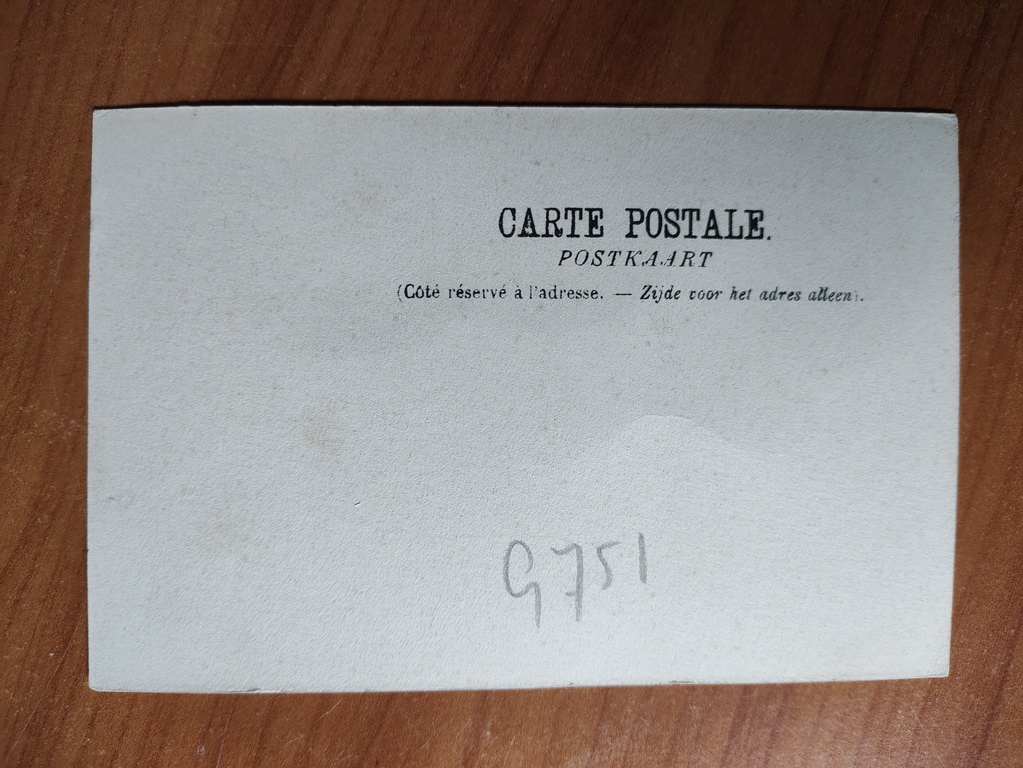 CARTE POSTALE.
POSTKAART
(Côté réservé à l'adresse. — Zijde voor het adres alleen).
G751